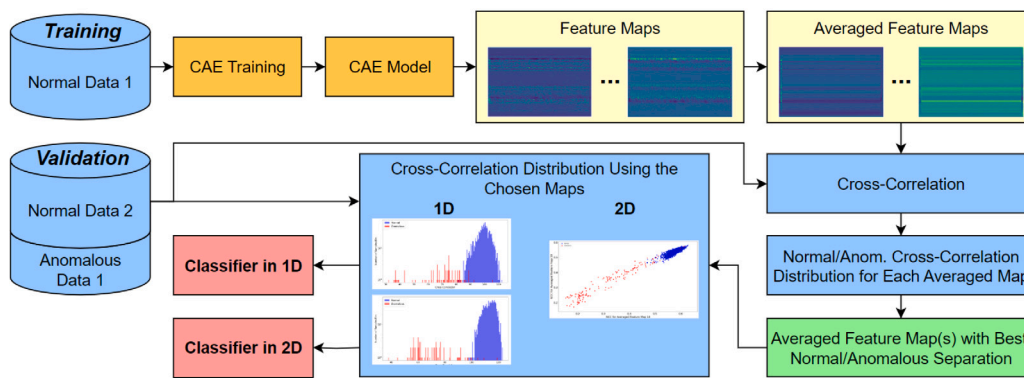 Training
Normal Data 1
CAE Training
CAE Model
Feature Maps
...
Averaged Feature Maps
...
Validation
Normal Data 2
Anomalous
Data 1
Cross-Correlation Distribution Using the
Chosen Maps
1D
2D
Cross-Correlation
Normal/Anom. Cross-Correlation
Distribution for Each Averaged Map
Averaged Feature Map(s) with Best
Normal/Anomalous Separation
Classifier in 1D
Classifier in 2D